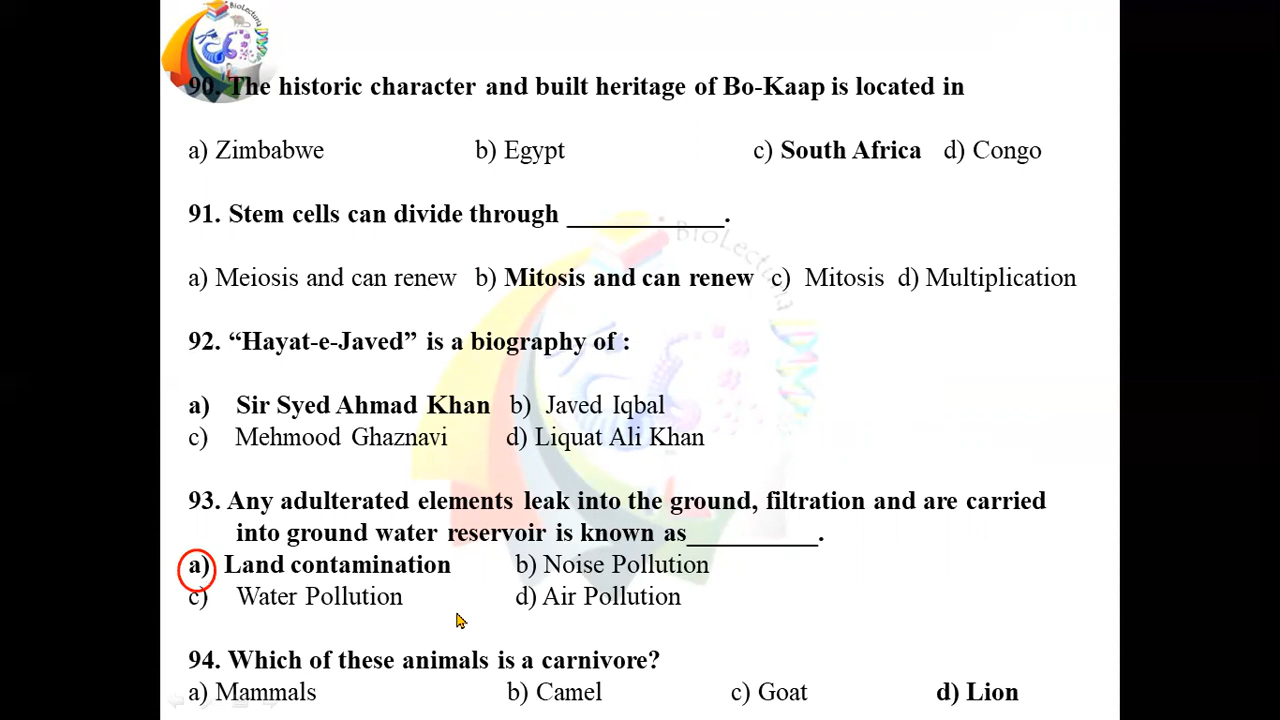 BioLecturia
90. The historic character and built heritage of Bo-Kaap is located in
a) Zimbabwe b) Egypt c) South Africa d) Congo
91. Stem cells can divide through ____________.
a) Meiosis and can renew b) Mitosis and can renew c) Mitosis d) Multiplication
92. “Hayat-e-Javed” is a biography of :
a) Sir Syed Ahmad Khan b) Javed Iqbal
c) Mehmood Ghaznavi d) Liquat Ali Khan
93. Any adulterated elements leak into the ground, filtration and are carried
into ground water reservoir is known as__________.
a) Land contamination b) Noise Pollution
c) Water Pollution d) Air Pollution
94. Which of these animals is a carnivore?
a) Mammals b) Camel c) Goat d) Lion